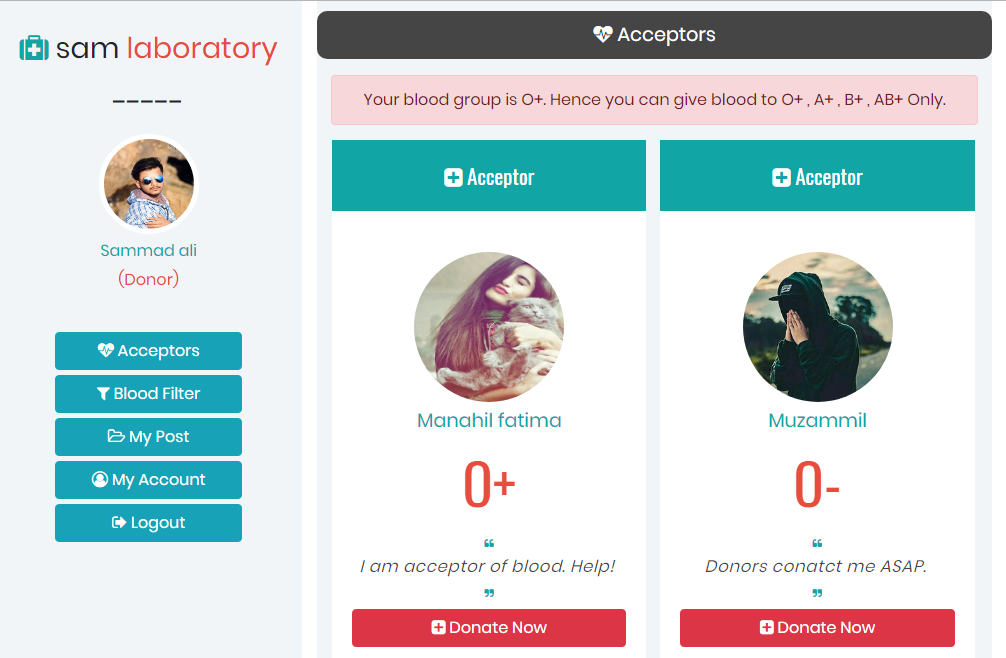 sam laboratory
_____
Sammad ali
(Donor)
Acceptors
Blood Filter
My Post
My Account
Logout
Acceptors
Your blood group is O+. Hence you can give blood to O+ , A+ , B+ , AB+ Only.
Acceptor
Manahil fatima
O+
“
I am acceptor of blood. Help!
”
Donate Now
Acceptor
Muzammil
O-
“
Donors conatct me ASAP.
”
Donate Now